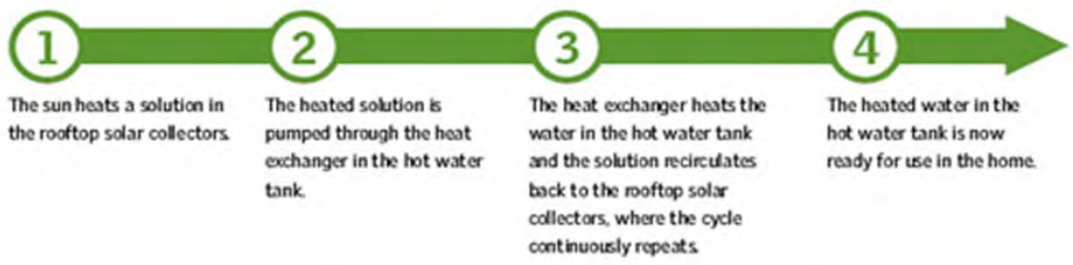 1
The sun heats a solution in
the rooftop solar collectors.
2
The heated solution is
pumped through the heat
exchanger in the hot water
tank.
3
The heat exchanger heats the
water in the hot water tank
and the solution recirculates
back to the rooftop solar
collectors, where the cycle
continuously repeats.
4
The heated water in the
hot water tank is now
ready for use in the home.